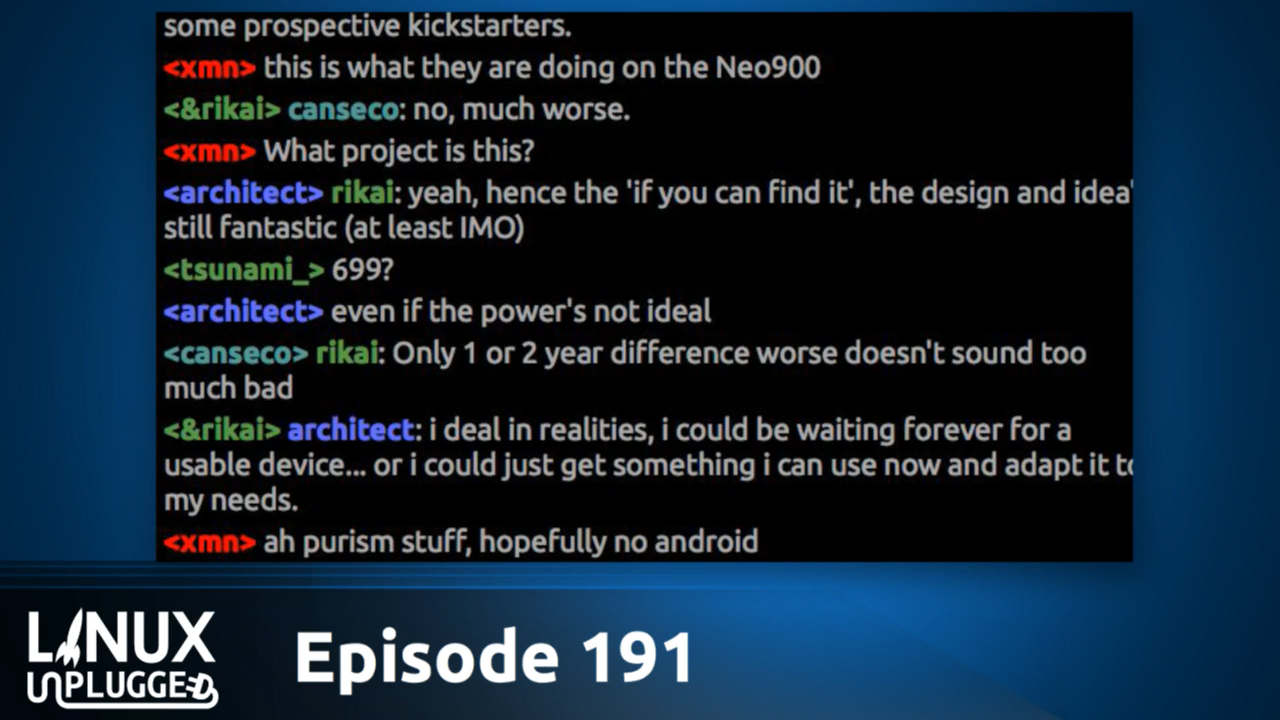 some prospective kickstarters.
<xmn> this is what they are doing on the Neo900
<&rikai> canseco: no, much worse.
<xmn> What project is this?
<architect> rikai: yeah, hence the 'if you can find it', the design and idea'
still fantastic (at least IMO)
<tsunami_> 699?
<architect> even if the power's not ideal
<canseco> rikai: Only 1 or 2 year difference worse doesn't sound too
much bad
<&rikai> architect: i deal in realities, i could be waiting forever for a
usable device... or i could just get something i can use now and adapt it to
my needs.
<xmn> ah purism stuff, hopefully no android
LINUX
UNPLUGGED
Episode 191